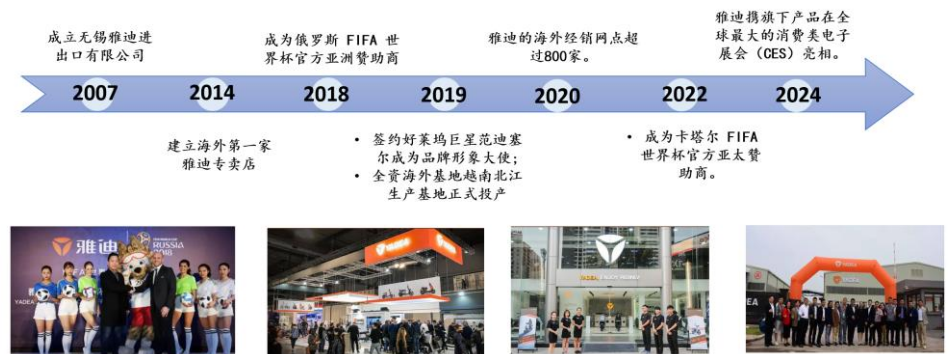 成立无锡雅迪进
出口有限公司
成为俄罗斯 FIFA 世
界杯官方亚洲赞助商
雅迪的海外经销网点超
过800家。
雅迪携旗下产品在全
球最大的消费类电子
展会（CES）亮相。
2007
2014
2018
2019
2020
2022
2024
建立海外第一家
雅迪专卖店
• 签约好莱坞巨星范迪塞
尔成为品牌形象大使;
• 全资海外基地越南北江
生产基地正式投产
• 成为卡塔尔 FIFA
世界杯官方亚太赞
助商。
雅迪
RUSSIA
2018
YADEA
YADEA
YADEA
YADEA